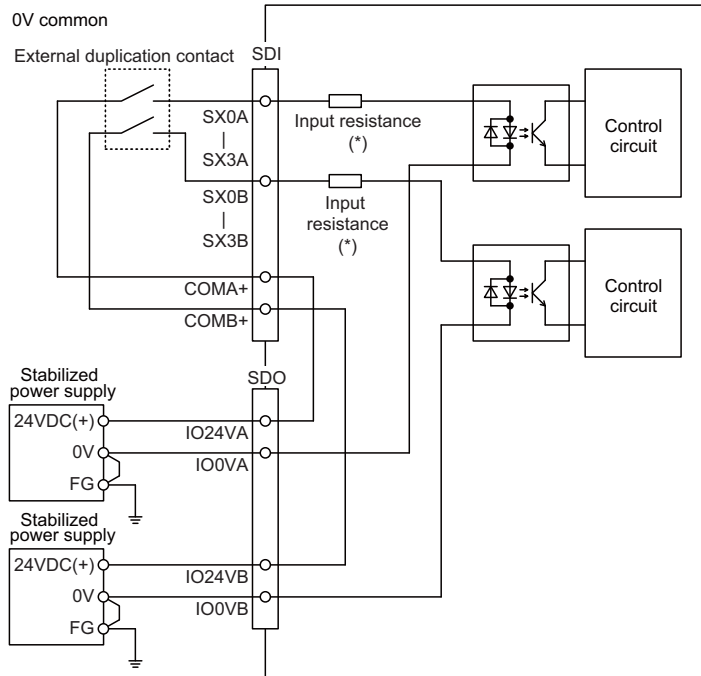 0V common
External duplication contact
SDI
SX0A
|
SX3A
Input resistance
(*)
Control
circuit
SX0B
|
SX3B
Input
resistance
(*)
Control
circuit
COMA+
COMB+
SDO
Stabilized
power supply
24VDC(+)
0V
FG
IO24VA
IO0VA
Stabilized
power supply
24VDC(+)
0V
FG
IO24VB
IO0VB